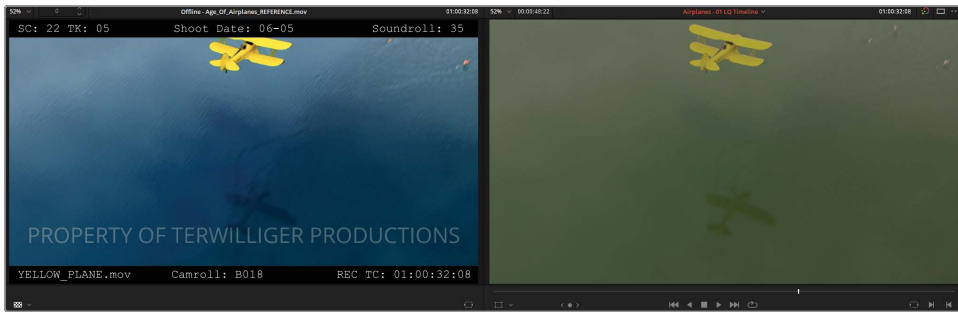 52% 0 Offline - Age_Of_Airplanes_REFERENCE.mov 01:00:32:08
SC: 22 TK: 05 Shoot Date: 06-05 Soundroll: 35
PROPERTY OF TERWILLIGER PRODUCTIONS
YELLOW_PLANE.mov Camroll: B018 REC TC: 01:00:32:08
52% 00:00:48:22 Airplanes - 01 LQ Timeline 01:00:32:08